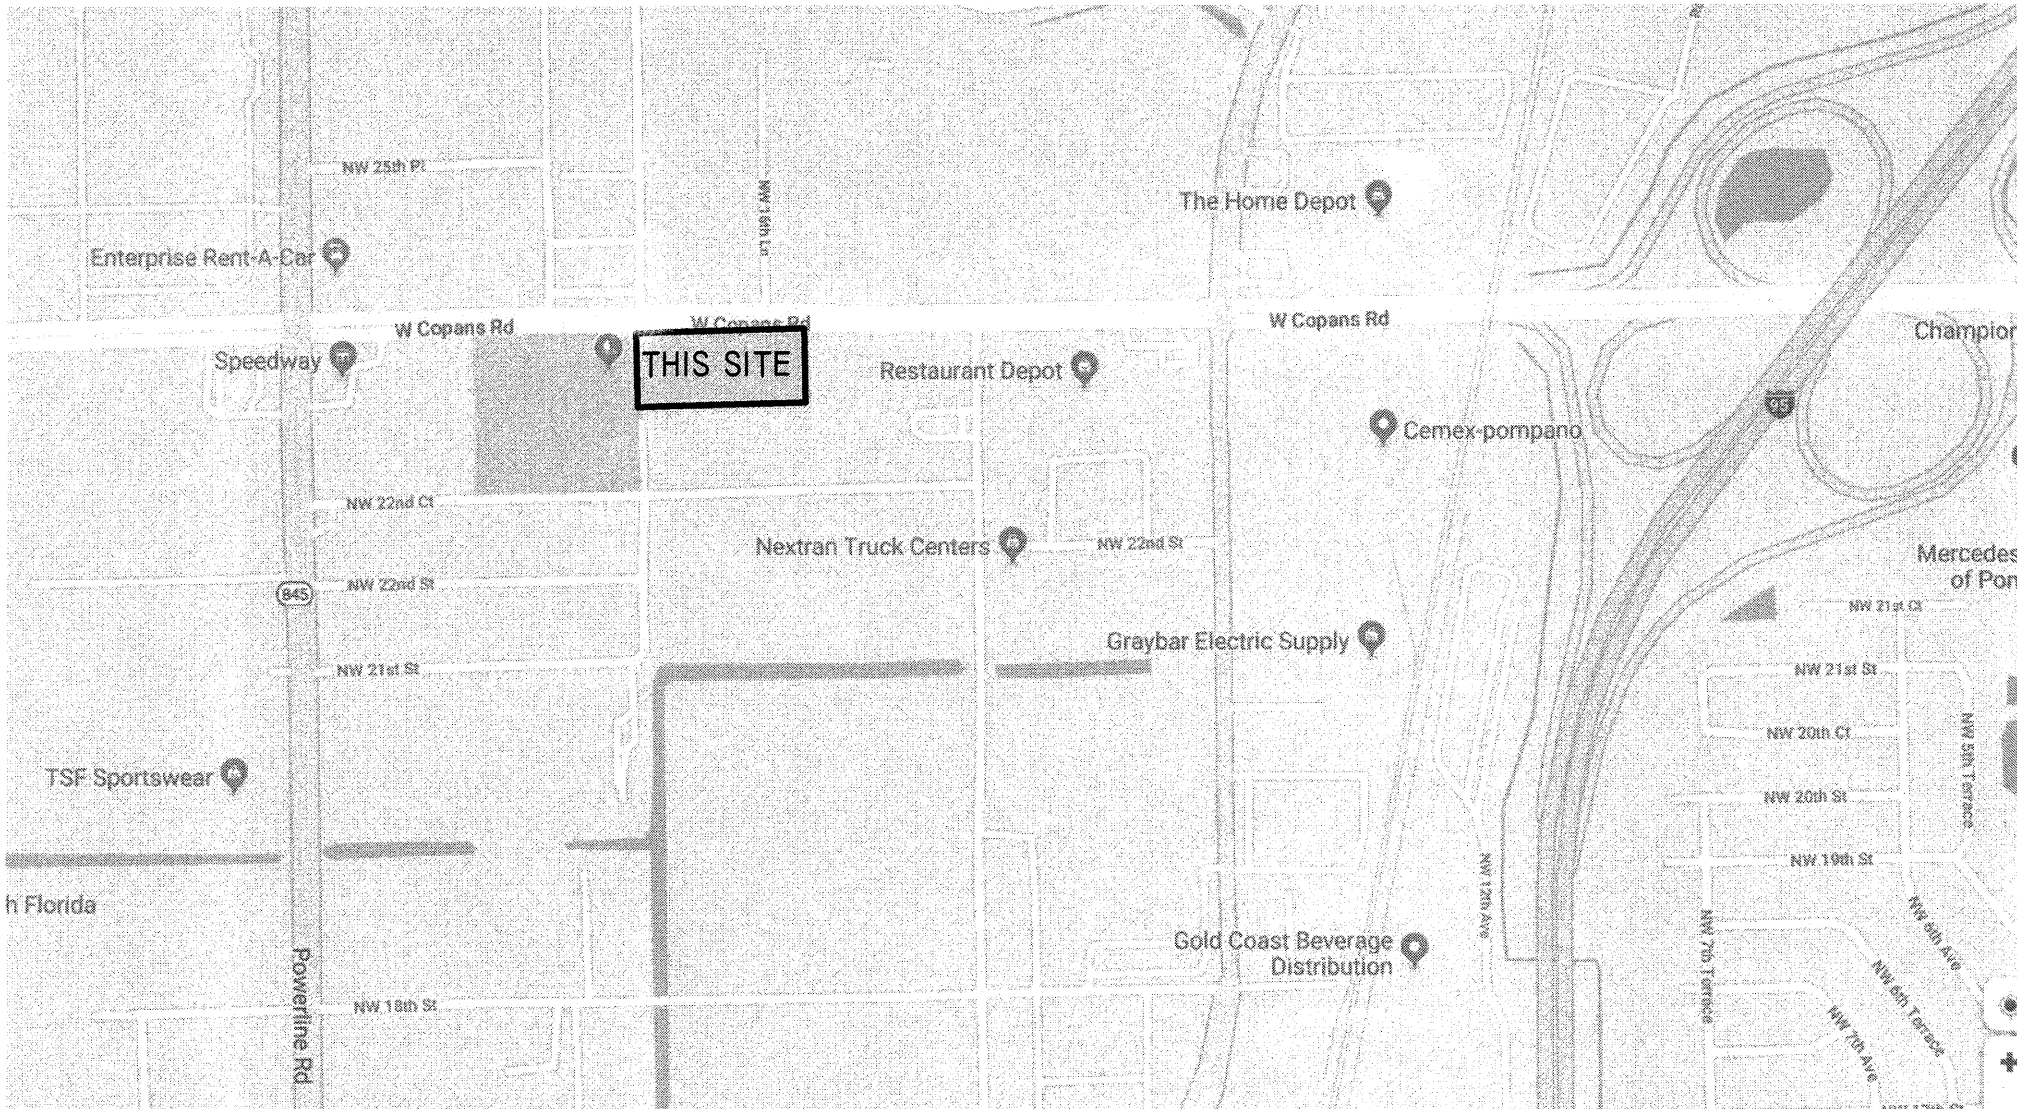 NW 25th Pl
NW 16th Ln
The Home Depot
Enterprise Rent-A-Car
W Copans Rd
W Copans Rd
W Copans Rd
Champion
Speedway
THIS SITE
Restaurant Depot
95
Cemex-pompano
NW 22nd Ct
Nextran Truck Centers
NW 22nd St
Mercedes
of Pom
NW 22nd St
845
NW 21st Ct
Graybar Electric Supply
NW 21st St
NW 21st St
NW 20th Ct
NW 5th Terrace
TSF Sportswear
NW 20th St
NW 19th St
NW 12th Ave
h Florida
NW 6th Ave
Gold Coast Beverage
Distribution
NW 7th Terrace
NW 6th Terrace
Powerline Rd
NW 18th St
NW 7th Ave